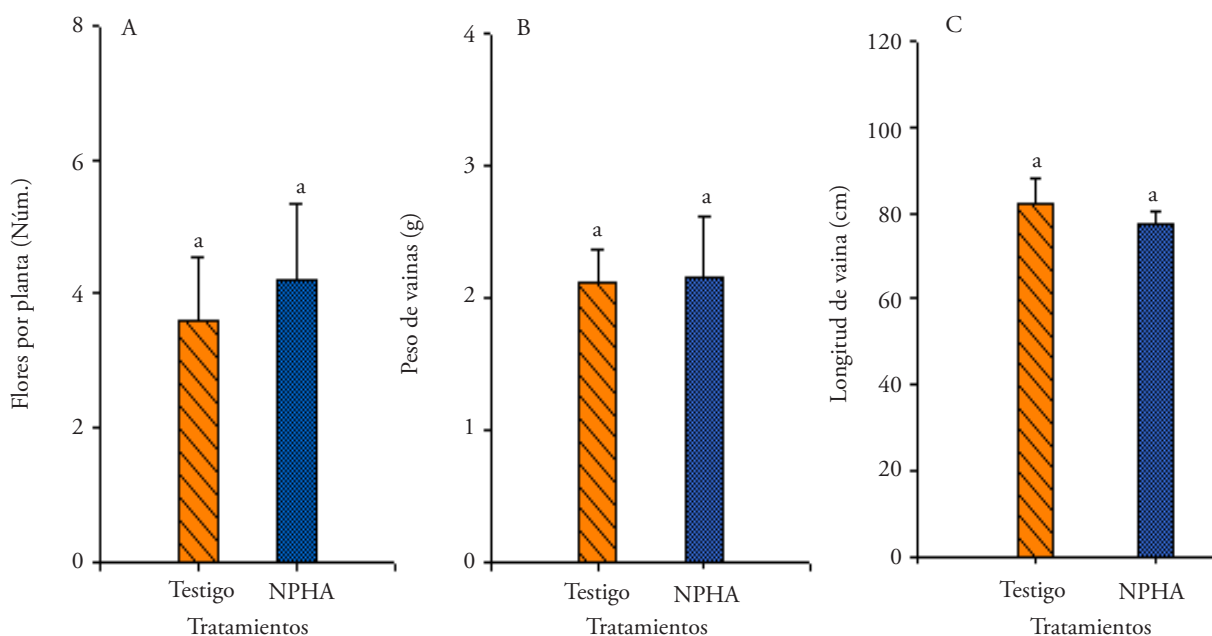 A
Flores por planta (Núm.)
8
6
4
2
0
a
a
Testigo NPHA
Tratamientos
B
Peso de vainas (g)
4
3
2
1
0
a
a
Testigo NPHA
Tratamientos
C
Longitud de vaina (cm)
120
100
80
60
40
20
0
a
a
Testigo NPHA
Tratamientos